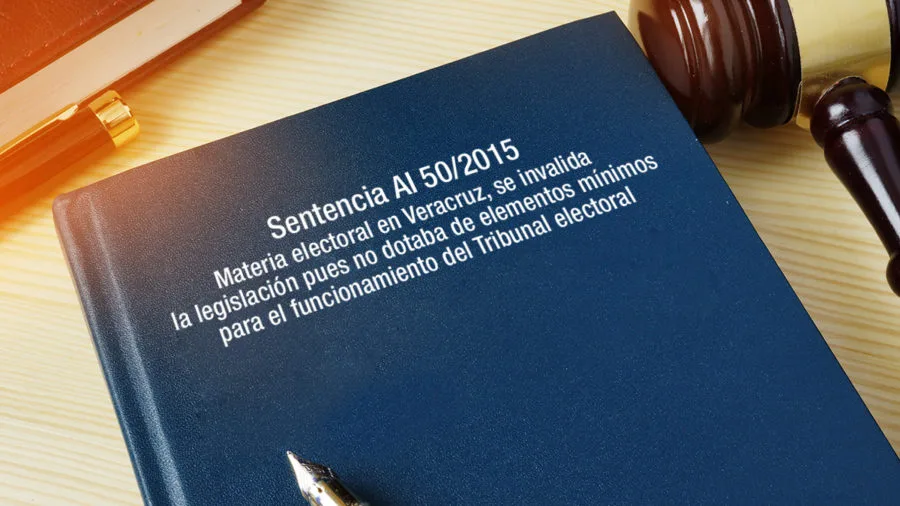 Sentencia AI 50/2015
Materia electoral en Veracruz, se invalida
la legislación pues no dotaba de elementos mínimos
para el funcionamiento del Tribunal electoral